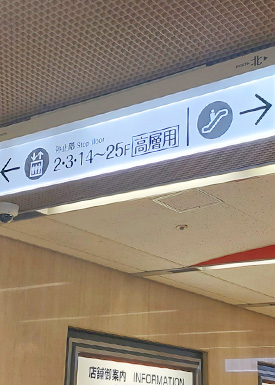 北
停止階 Stop floor
2·3·14～25F 高層用
店舗御案内 INFORMATION